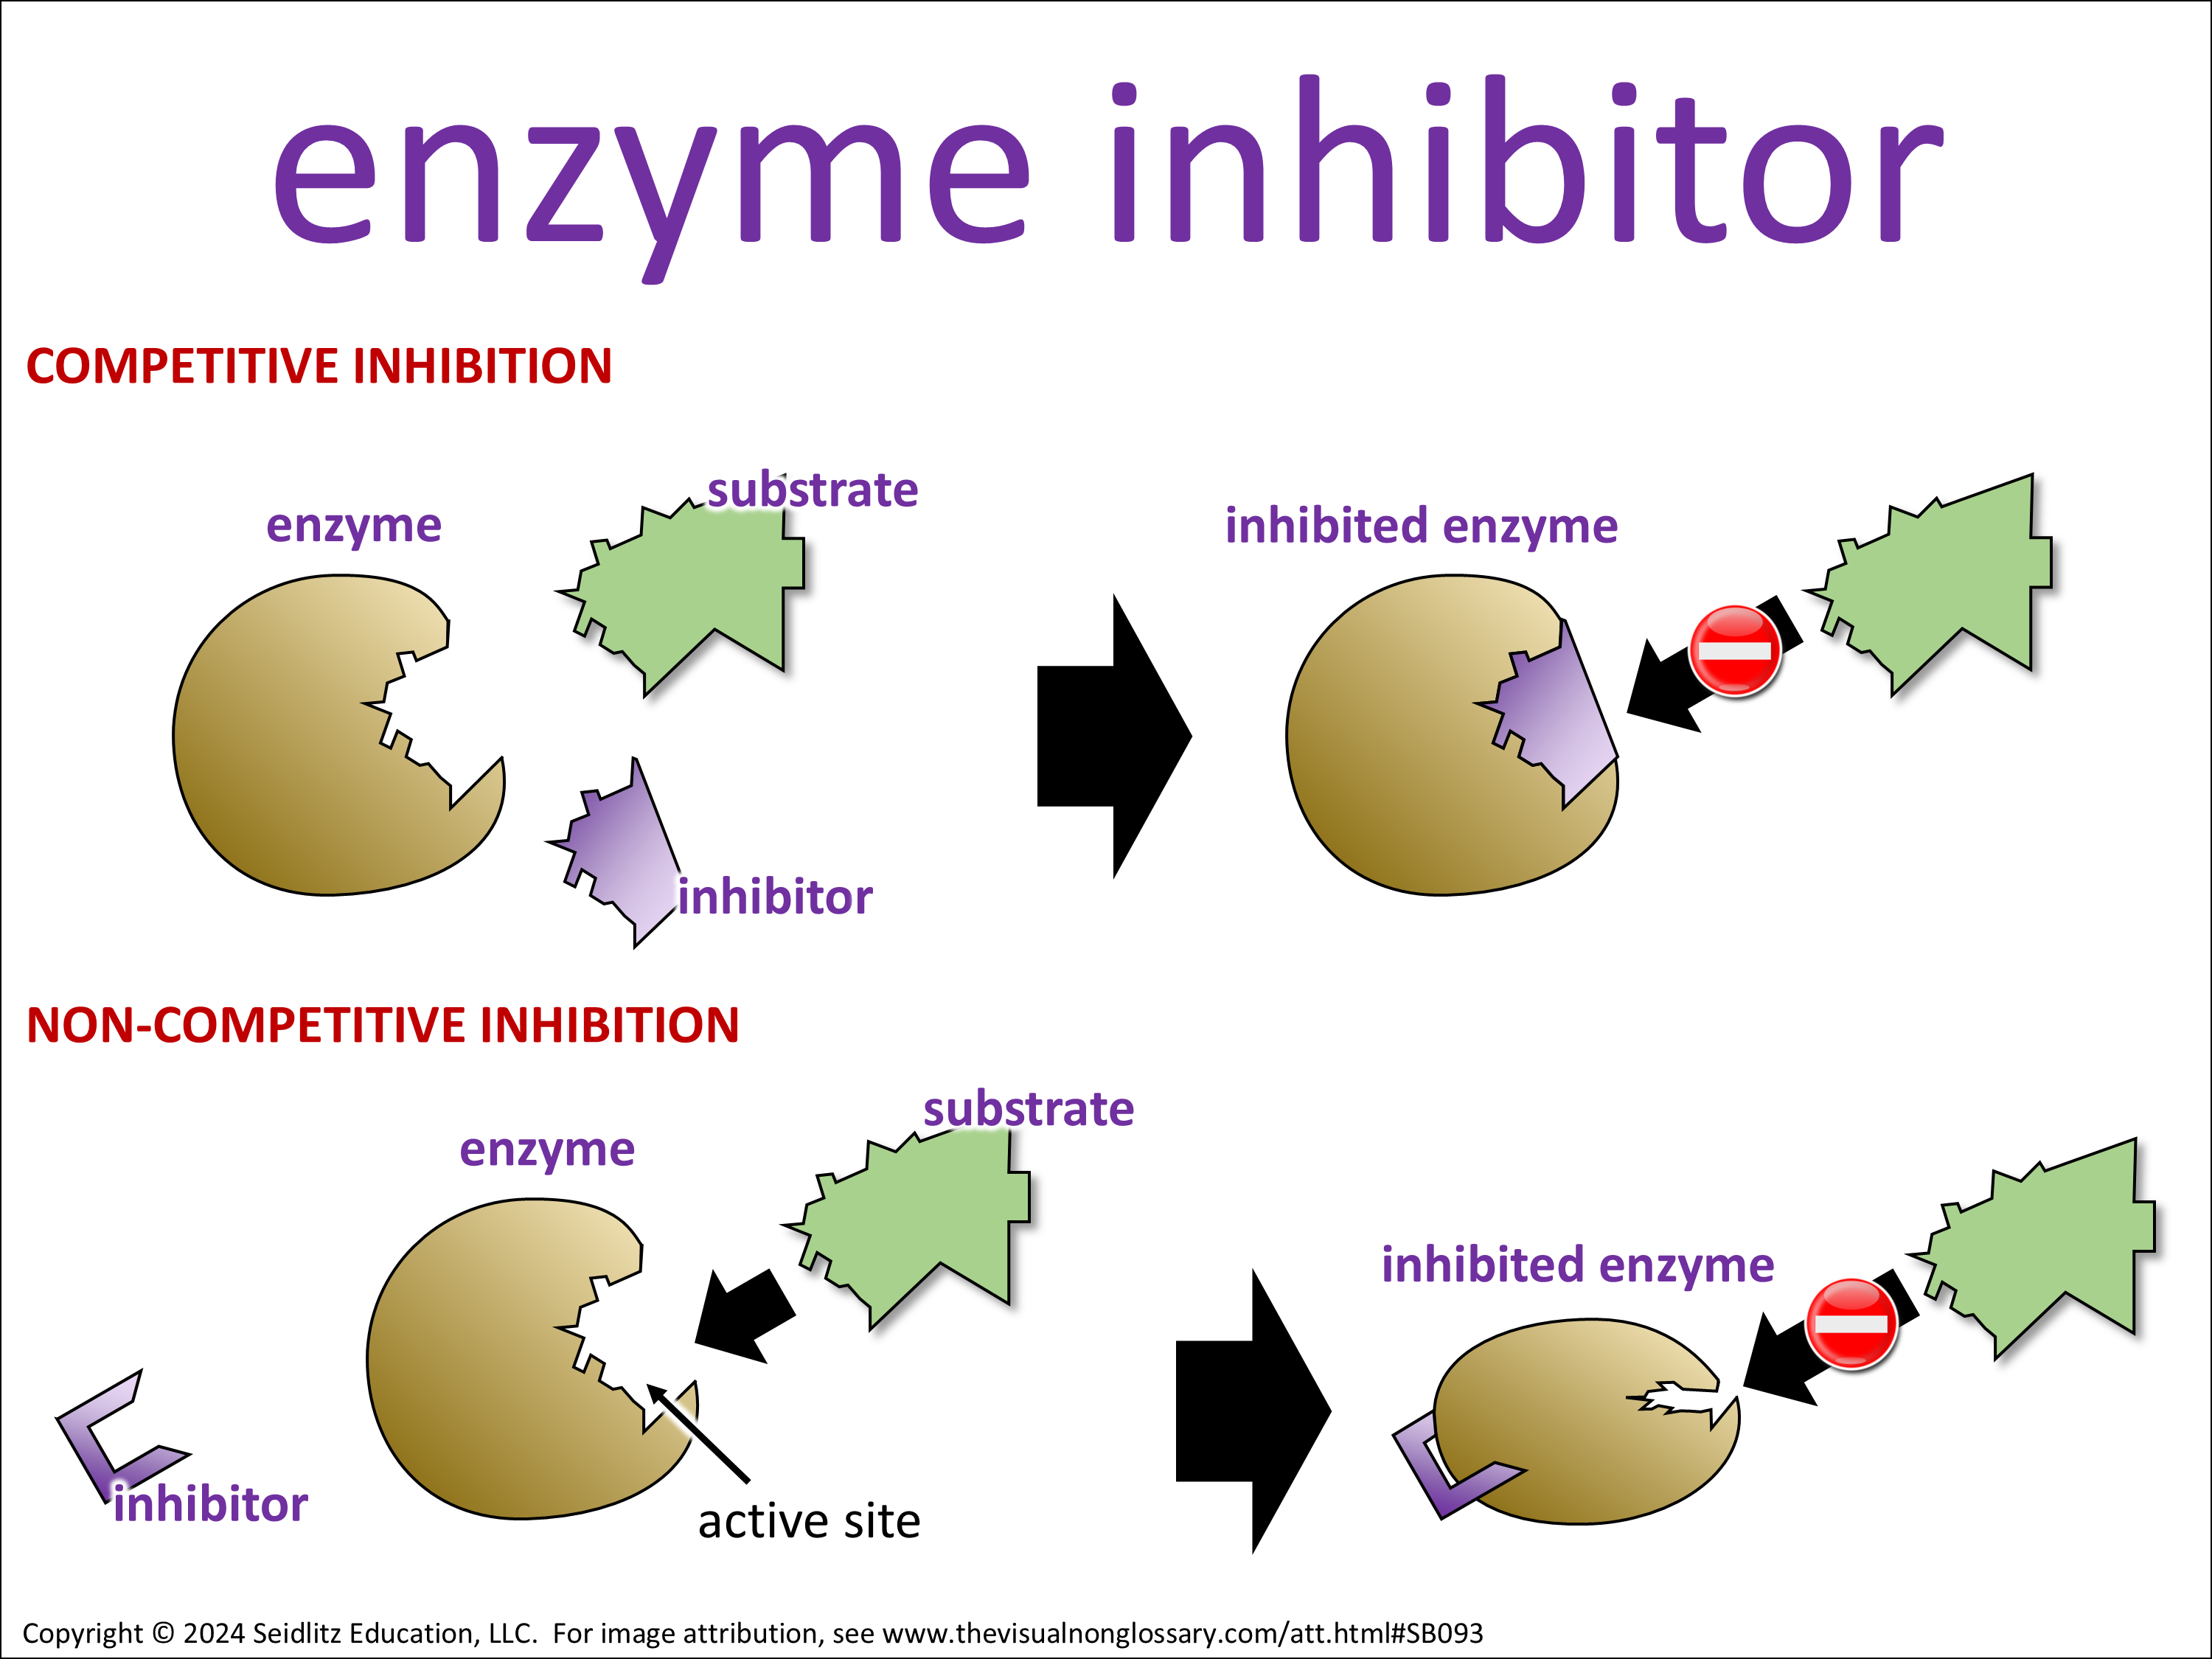 enzyme inhibitor
COMPETITIVE INHIBITION
substrate
enzyme
inhibited enzyme
inhibitor
NON-COMPETITIVE INHIBITION
substrate
enzyme
inhibited enzyme
inhibitor
active site
Copyright © 2024 Seidlitz Education, LLC.  For image attribution, see www.thevisualnonglossary.com/att.html#SB093